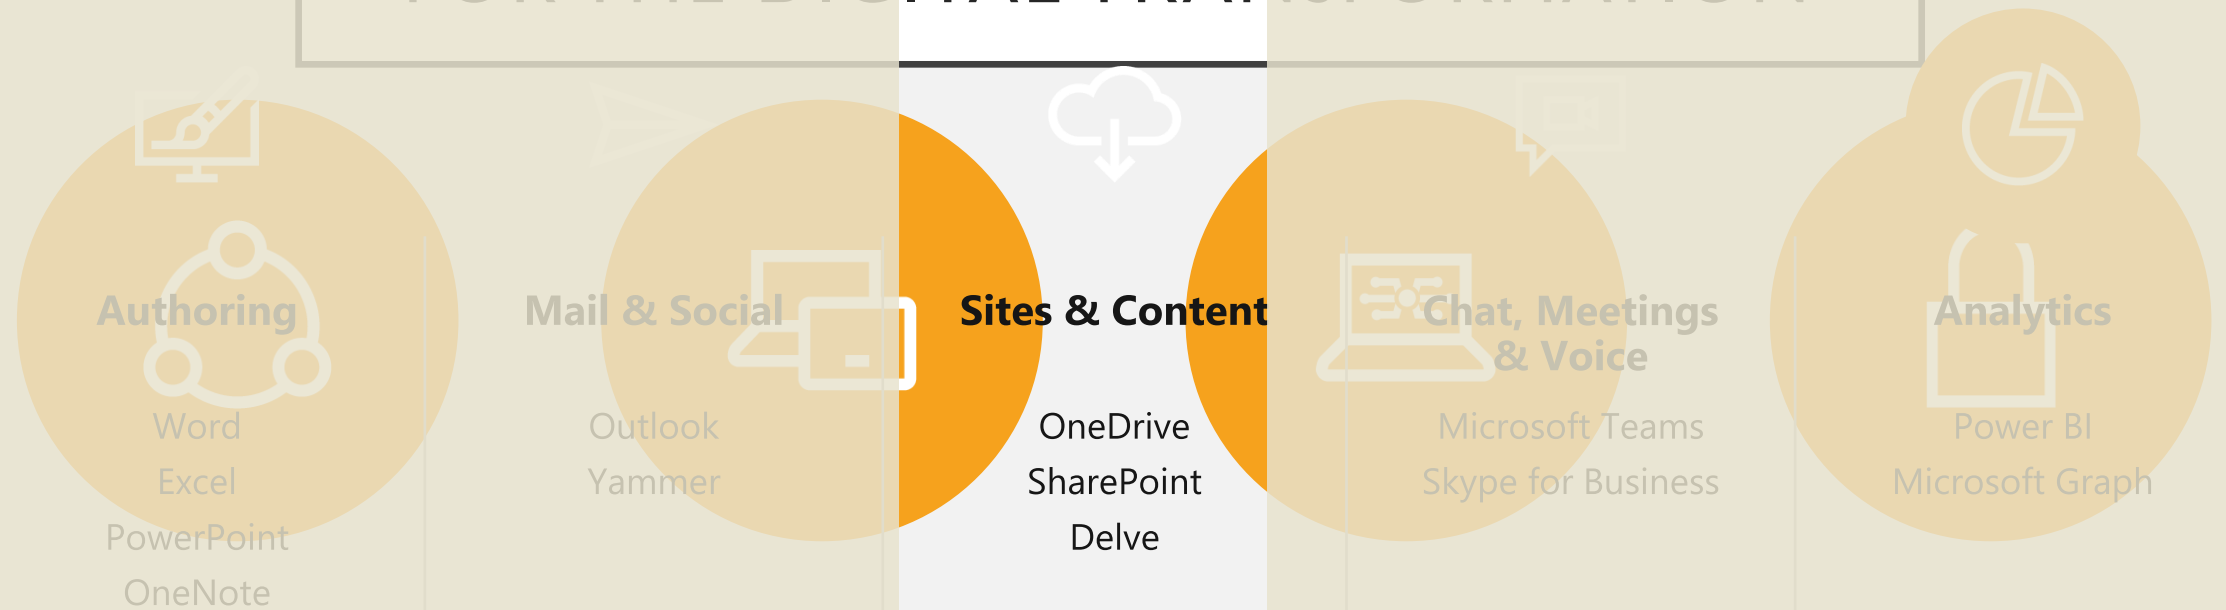 Authoring
Word
Excel
PowerPoint
OneNote
Mail & Social
Outlook
Yammer
Sites & Content
OneDrive
SharePoint
Delve
Chat, Meetings
& Voice
Microsoft Teams
Skype for Business
Analytics
Power BI
Microsoft Graph